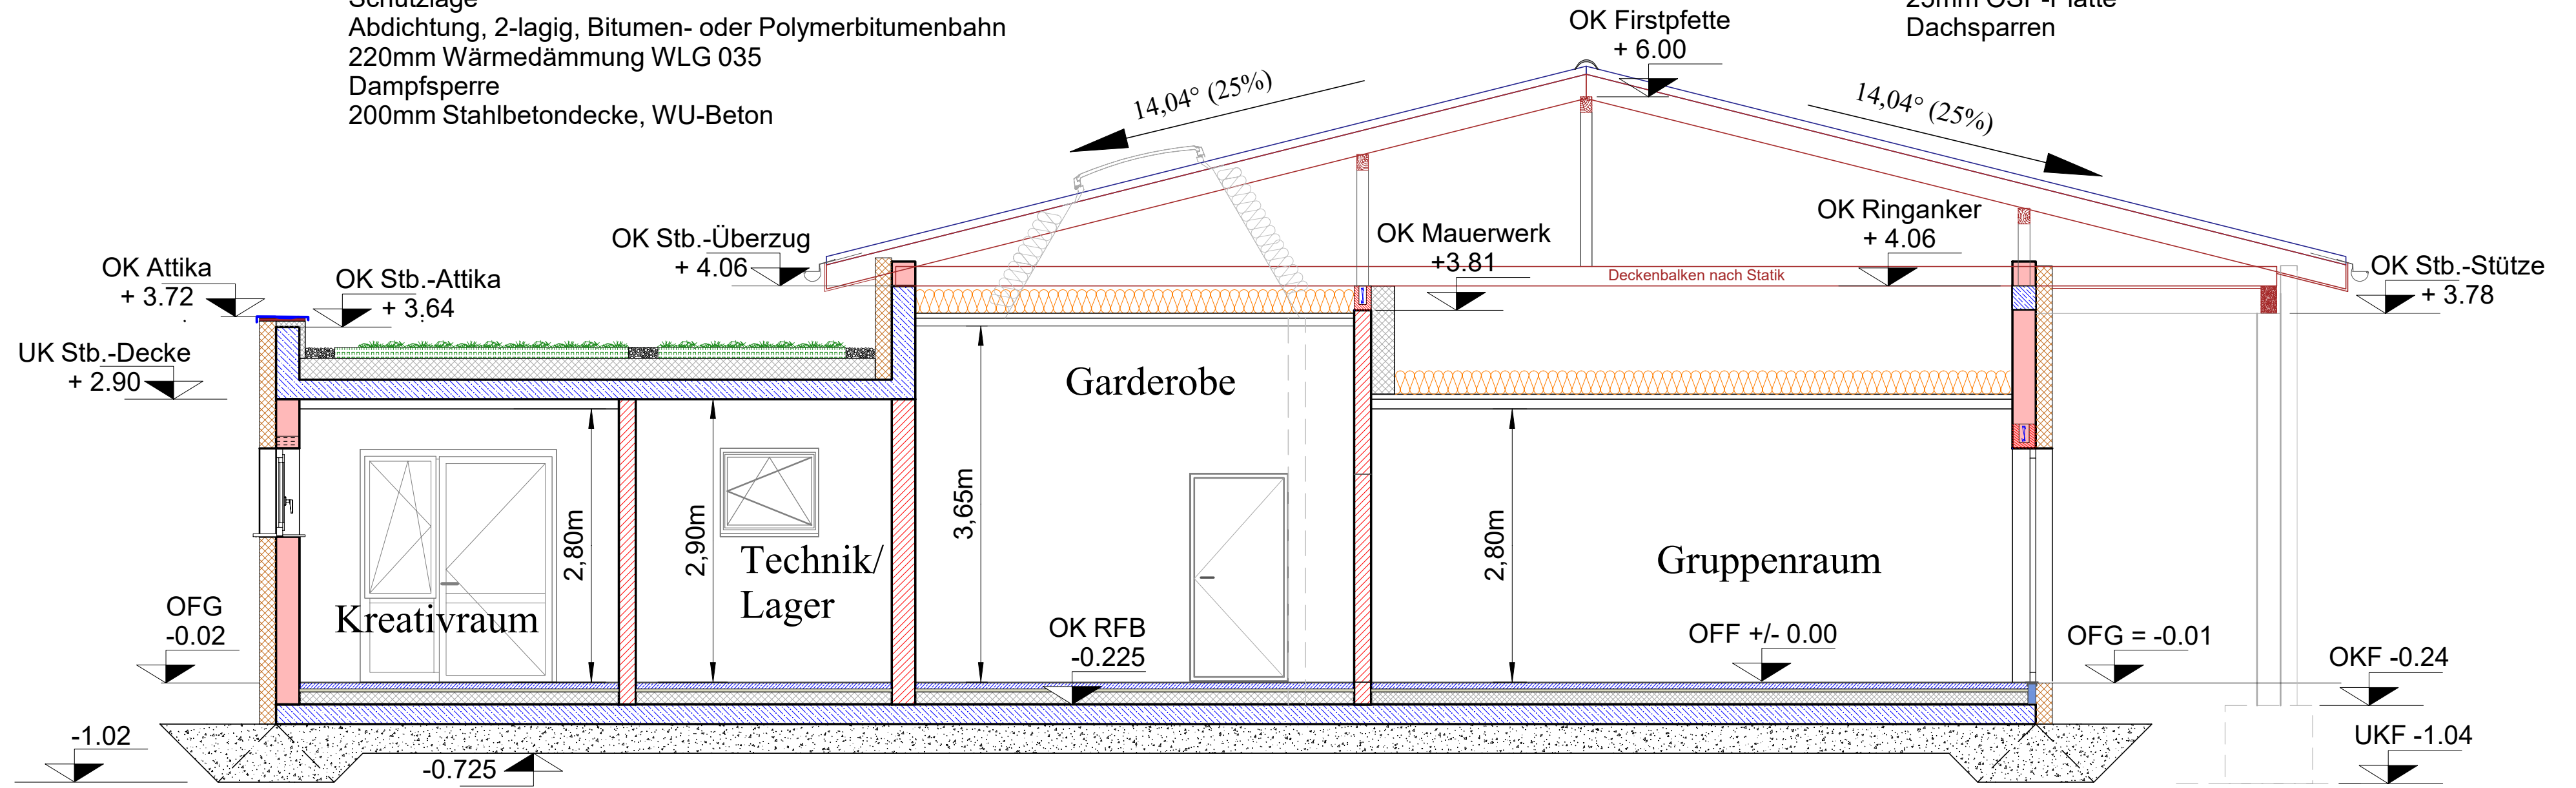 Schutzlage
Abdichtung, 2-lagig, Bitumen- oder Polymerbitumenbahn
220mm Wärmedämmung WLG 035
Dampfsperre
200mm Stahlbetondecke, WU-Beton
Dachsparren
OK Firstpfette
+ 6.00
14,04° (25%)
14,04° (25%)
OK Stb.-Überzug
+ 4.06
OK Mauerwerk
+3.81
OK Ringanker
+ 4.06
Deckenbalken nach Statik
OK Attika
+ 3.72
OK Stb.-Attika
+ 3.64
OK Stb.-Stütze
+ 3.78
UK Stb.-Decke
+ 2.90
Garderobe
2,80m
2,90m
3,65m
2,80m
Technik/
Lager
Gruppenraum
Kreativraum
OFG
-0.02
OK RFB
-0.225
OFF +/- 0.00
OFG = -0.01
OKF -0.24
-1.02
-0.725
UKF -1.04